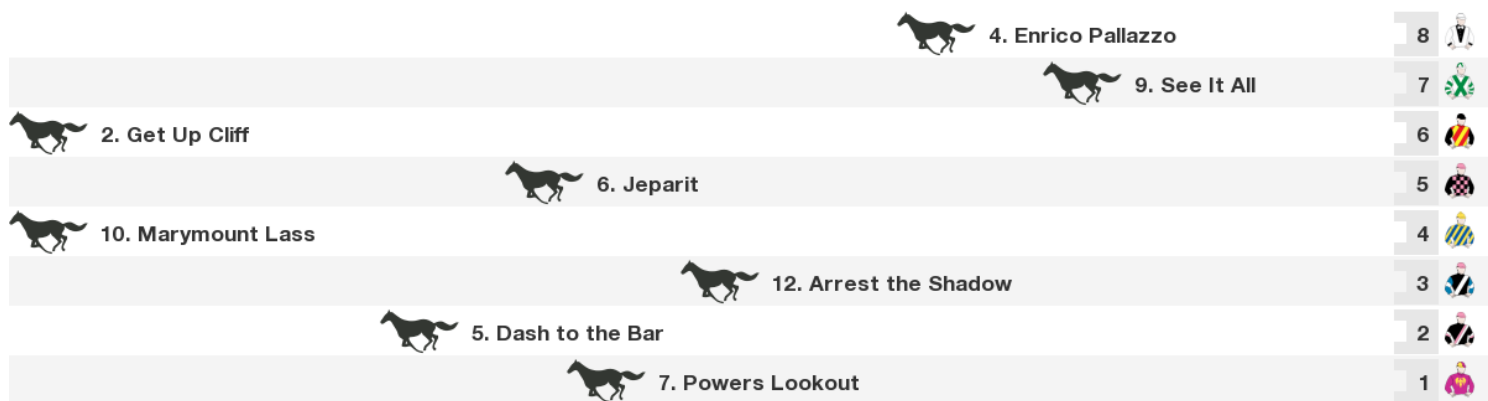 4. Enrico Pallazzo 8
9. See It All 7
2. Get Up Cliff 6
6. Jeparit 5
10. Marymount Lass 4
12. Arrest the Shadow 3
5. Dash to the Bar 2
7. Powers Lookout 1